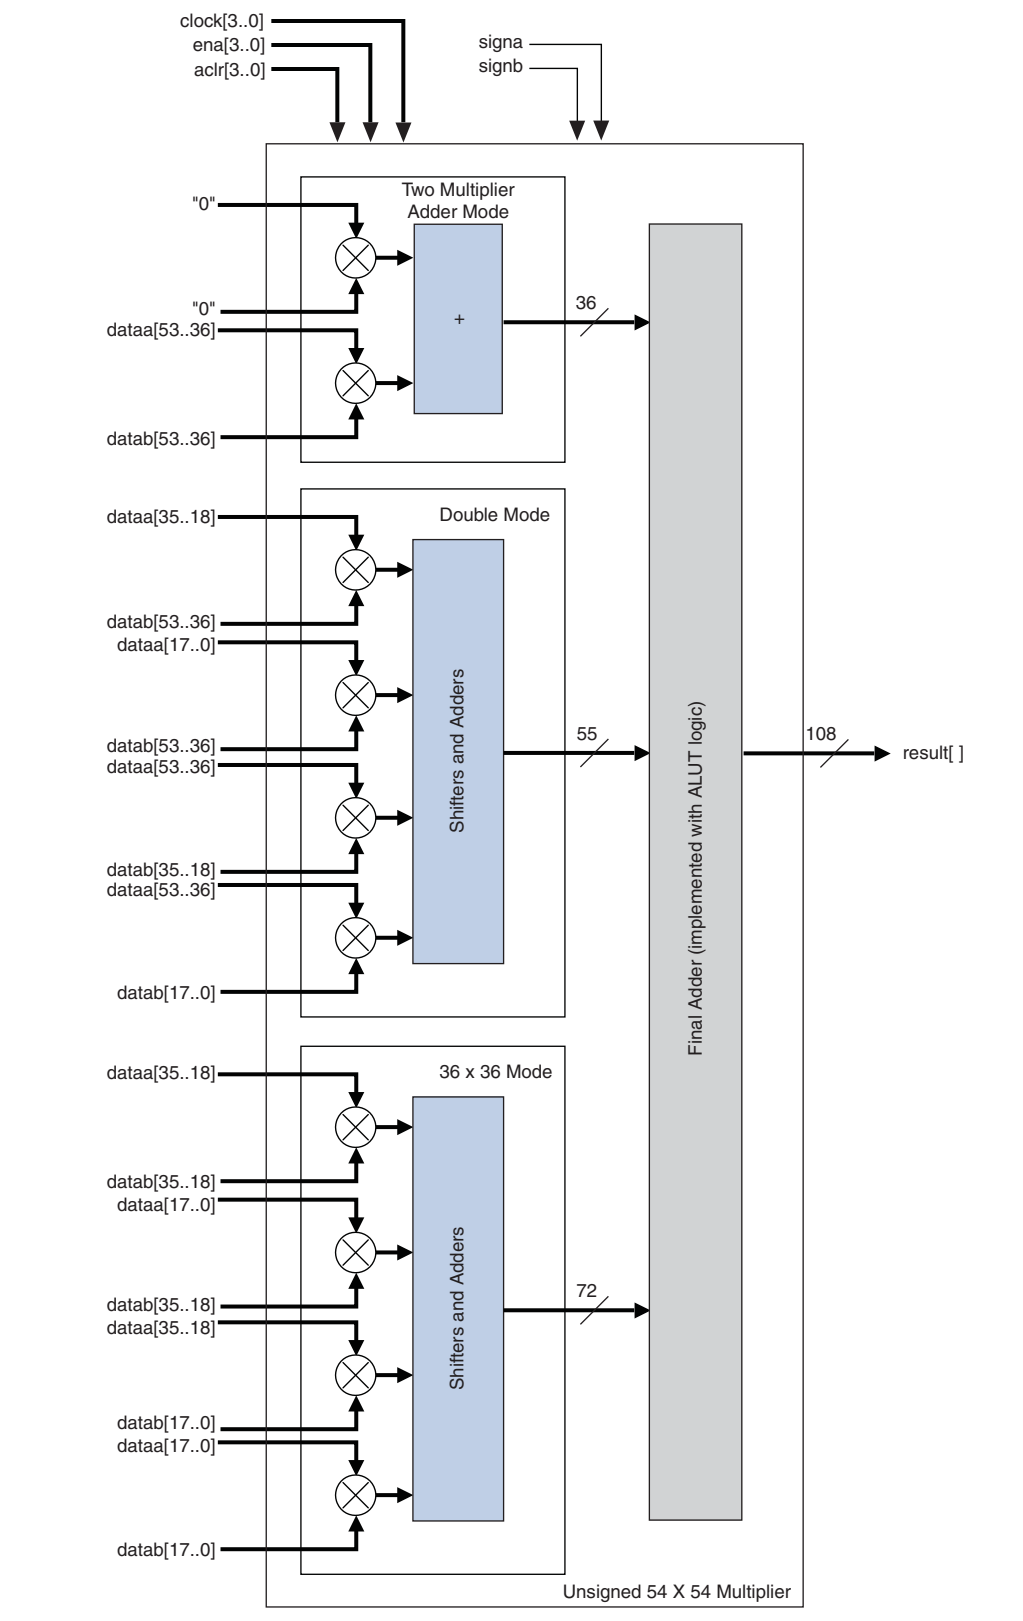 clock[3..0]
ena[3..0]
aclr[3..0]
signa
signb
Two Multiplier
Adder Mode
"0"
"0"
dataa[53..36]
datab[53..36]
+
36
Double Mode
dataa[35..18]
datab[53..36]
dataa[17..0]
datab[53..36]
dataa[53..36]
datab[35..18]
dataa[53..36]
datab[17..0]
Shifters and Adders
55
36 x 36 Mode
dataa[35..18]
datab[35..18]
dataa[17..0]
datab[35..18]
dataa[35..18]
datab[17..0]
dataa[17..0]
datab[17..0]
Shifters and Adders
72
Final Adder (implemented with ALUT logic)
108
result[ ]
Unsigned 54 X 54 Multiplier